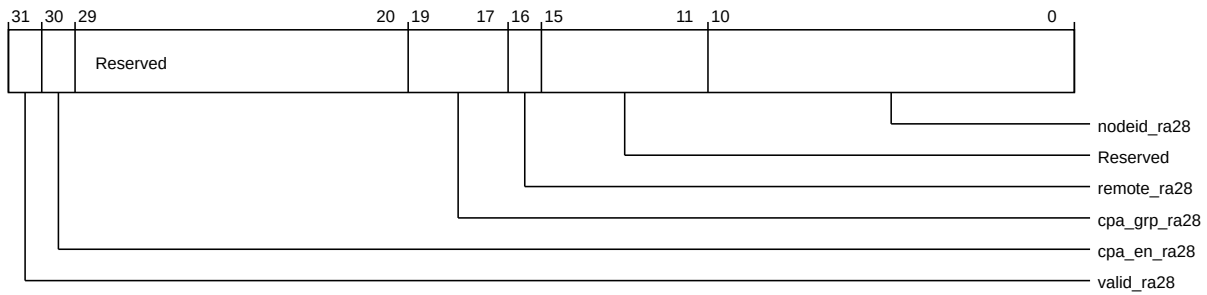 31 30 29 20 19 17 16 15 11 10 0
Reserved
nodeid_ra28
Reserved
remote_ra28
cpa_grp_ra28
cpa_en_ra28
valid_ra28